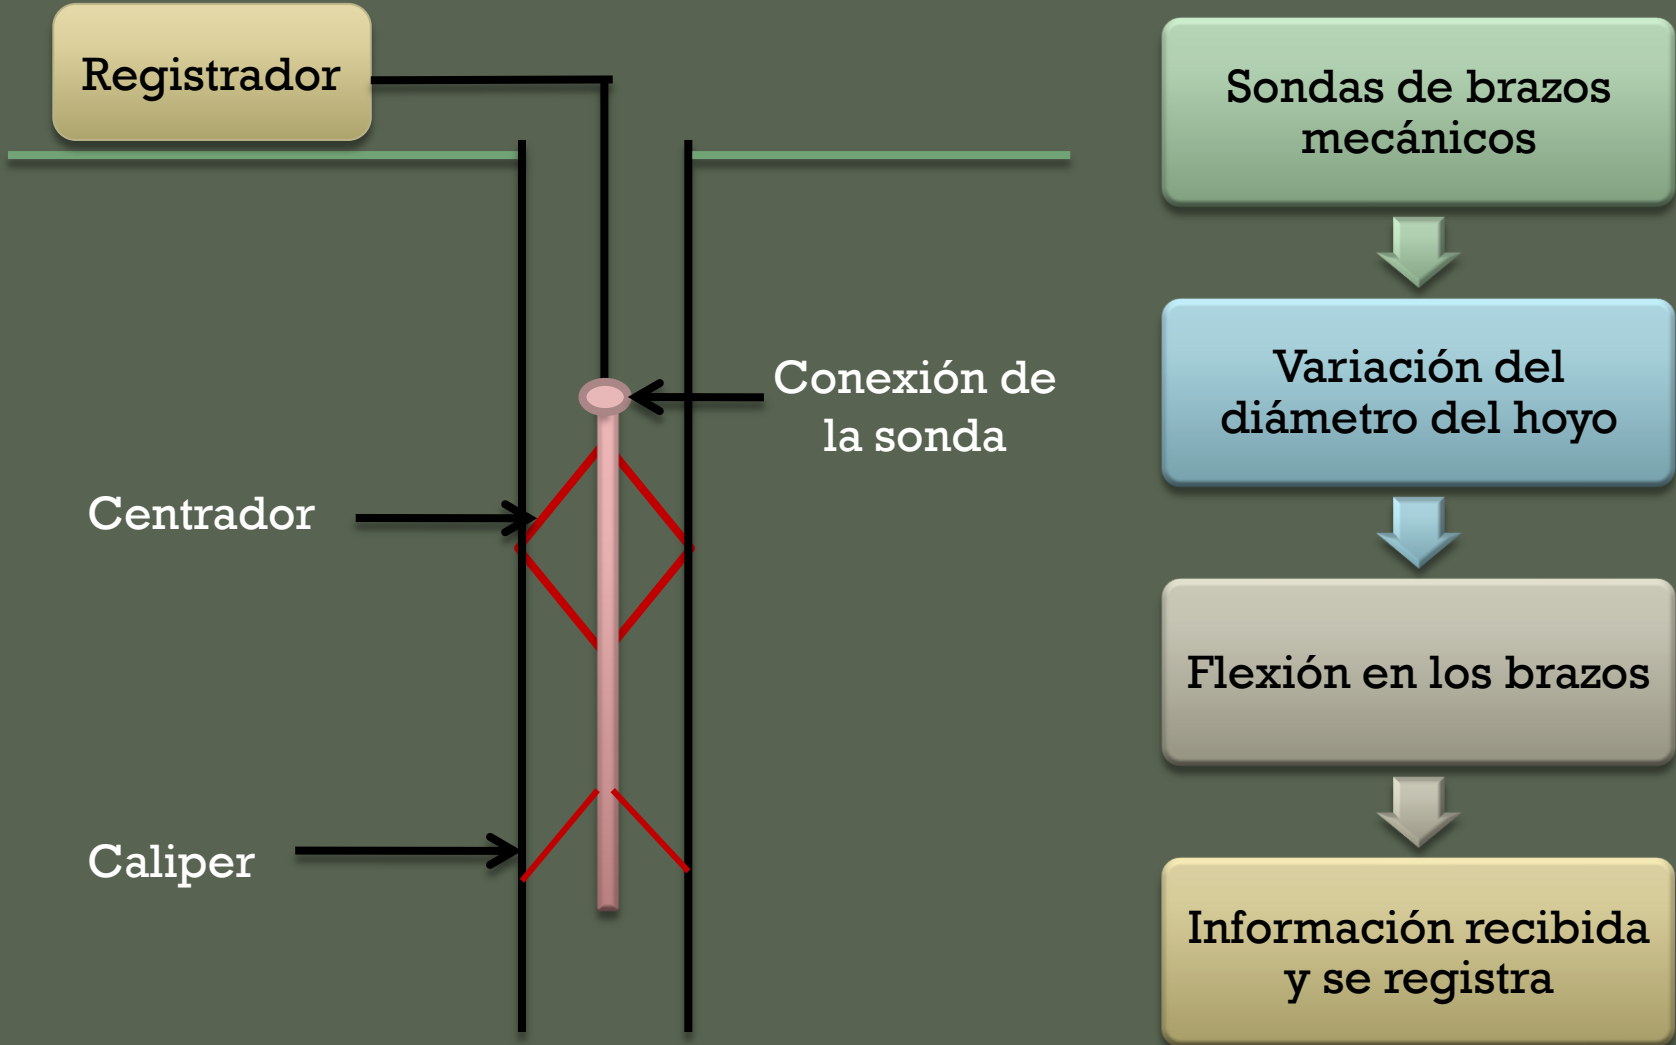 Registrador
Conexión de
la sonda
Centrador
Caliper
Sondas de brazos
mecánicos
Variación del
diámetro del hoyo
Flexión en los brazos
Información recibida
y se registra